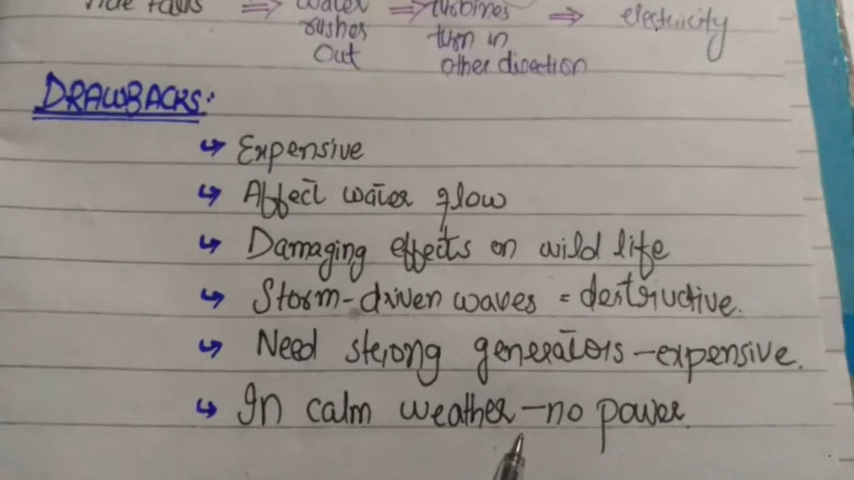 Tide falls ⇒ water ⇒ turbines ⇒ electricity
rushes turn in
Out other direction
DRAWBACKS:
↪ Expensive
↪ Affect water flow
↪ Damaging effects on wild life
↪ Storm-driven waves = destructive.
↪ Need strong generators - expensive.
↪ In calm weather - no power.